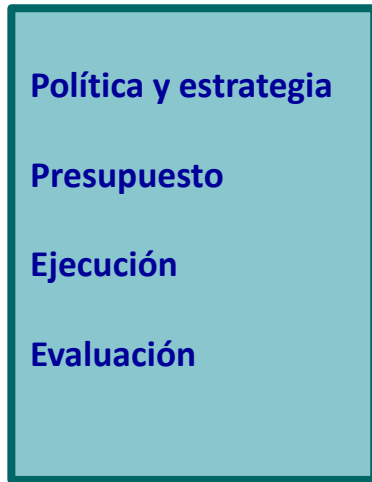 Política y estrategia
Presupuesto
Ejecución
Evaluación